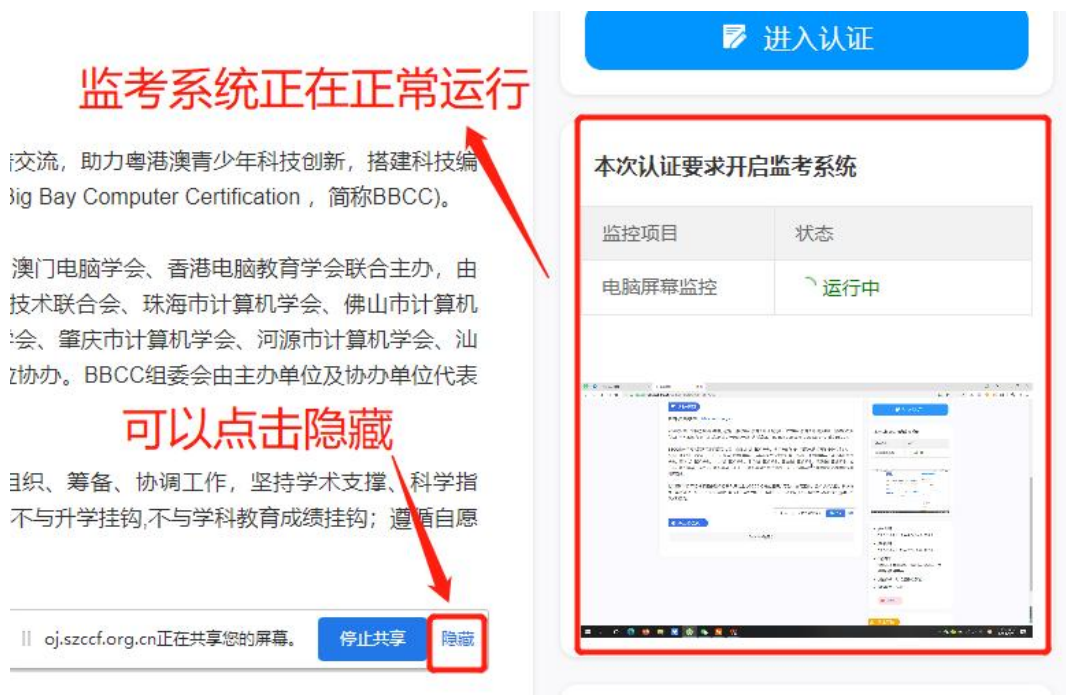 监考系统正在正常运行
交流，助力粤港澳青少年科技创新，搭建科技编
Big Bay Computer Certification ，简称BBCC)。
澳门电脑学会、香港电脑教育学会联合主办，由
技术联合会、珠海市计算机学会、佛山市计算机
会、肇庆市计算机学会、河源市计算机学会、汕
位协办。BBCC组委会由主办单位及协办单位代表
可以点击隐藏
组织、筹备、协调工作，坚持学术支撑、科学指
不与升学挂钩,不与学科教育成绩挂钩；遵循自愿
oj.szccf.org.cn正在共享您的屏幕。 停止共享 隐藏
进入认证
本次认证要求开启监考系统
监控项目 状态
电脑屏幕监控 运行中